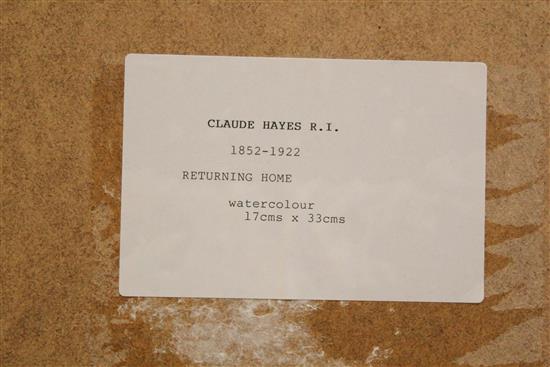 CLAUDE HAYES R.I.
1852-1922
RETURNING HOME
watercolour
17cms x 33cms